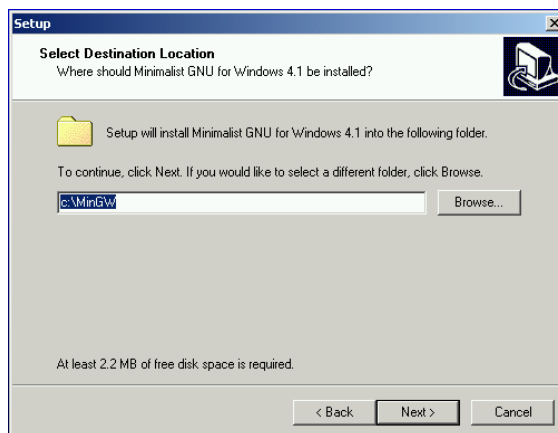 Setup
Select Destination Location
Where should Minimalist GNU for Windows 4.1 be installed?
Setup will install Minimalist GNU for Windows 4.1 into the following folder.
To continue, click Next. If you would like to select a different folder, click Browse.
c:\MinGW
Browse...
At least 2.2 MB of free disk space is required.
< Back
Next >
Cancel